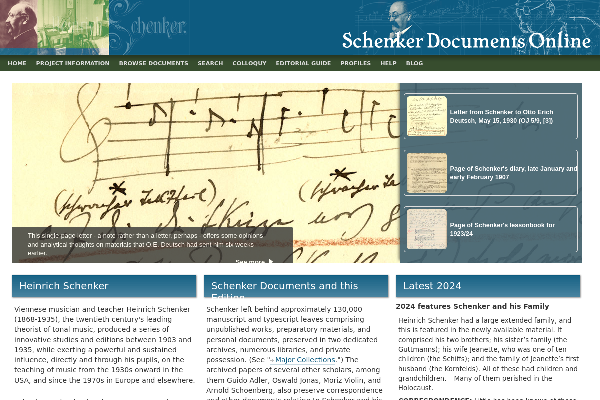 chenker.
Schenker Documents Online
HOME PROJECT INFORMATION BROWSE DOCUMENTS SEARCH COLLOQUY EDITORIAL GUIDE PROFILES HELP BLOG
Letter from Schenker to Otto Erich
Deutsch, May 15, 1930 (OJ 5/9, [3])
Page of Schenker's diary, late January and
early February 1907
Page of Schenker's lessonbook for
1923/24
This single page letter - a note rather than a letter, perhaps - offers some opinions
and analytical thoughts on materials that O.E. Deutsch had sent him six weeks
earlier.
See more
Heinrich Schenker
Viennese musician and teacher Heinrich Schenker
(1868-1935), the twentieth century's leading
theorist of tonal music, produced a series of
innovative studies and editions between 1903 and
1935, while exerting a powerful and sustained
influence, directly and through his pupils, on the
teaching of music from the 1930s onward in the
USA, and since the 1970s in Europe and elsewhere.
Schenker Documents and this
Edition
Schenker left behind approximately 130,000
manuscript and typescript leaves comprising
unpublished works, preparatory materials, and
personal documents, preserved in two dedicated
archives, numerous libraries, and private
possession. (See "→Major Collections.") The
archived papers of several other scholars, among
them Guido Adler, Oswald Jonas, Moriz Violin, and
Arnold Schoenberg, also preserve correspondence
and other documents relating to Schenker and his
Latest 2024
2024 features Schenker and his Family
Heinrich Schenker had a large extended family, and
this is featured in the newly available material. It
comprised his two brothers; his sister's family (the
Guttmanns); his wife Jeanette, who was one of ten
children (the Schiffs); and the family of Jeanette's first
husband (the Kornfelds). All of these had children and
grandchildren. Many of them perished in the
Holocaust.